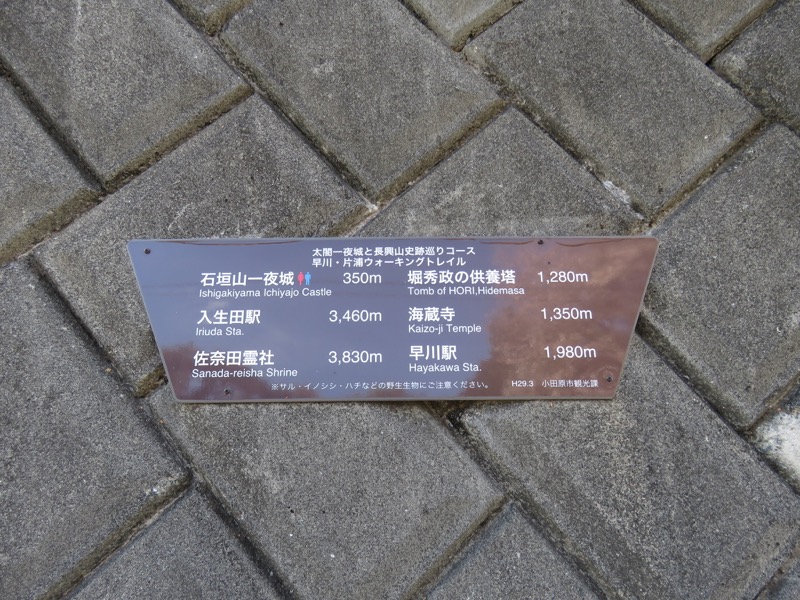 太閤一夜城と長興山史跡巡りコース
早川・片浦ウォーキングトレイル
石垣山一夜城 350m
Ishigakiyama Ichiyajo Castle
入生田駅 3,460m
Iriuda Sta.
佐奈田霊社 3,830m
Sanada-reisha Shrine
堀秀政の供養塔 1,280m
Tomb of HORI,Hidemasa
海蔵寺 1,350m
Kaizo-ji Temple
早川駅 1,980m
Hayakawa Sta.
※サル・イノシシ・ハチなどの野生生物にご注意ください。
H29.3 小田原市観光課